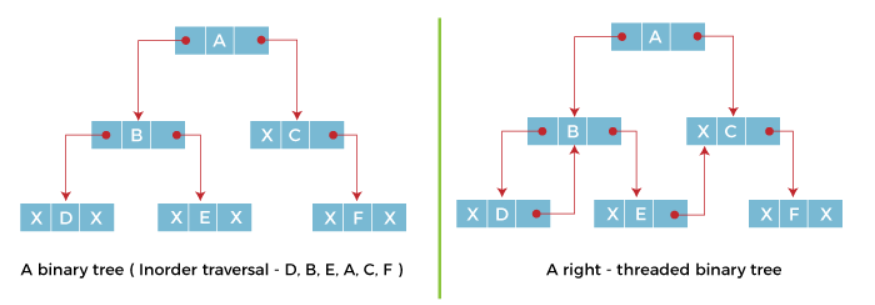 A
B
X C
X D X
X E X
X F X
A binary tree ( Inorder traversal - D, B, E, A, C, F )
A
B
X C
X D
X E
X F X
A right - threaded binary tree